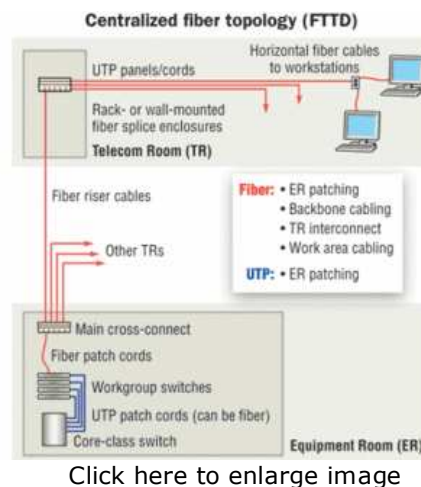 Centralized fiber topology (FTTD)
UTP panels/cords
Horizontal fiber cables
to workstations
Rack- or wall-mounted
fiber splice enclosures
Telecom Room (TR)
Fiber riser cables
Fiber: • ER patching
• Backbone cabling
• TR interconnect
• Work area cabling
UTP: • ER patching
Other TRs
Main cross-connect
Fiber patch cords
Workgroup switches
UTP patch cords (can be fiber)
Core-class switch
Equipment Room (ER)
Click here to enlarge image